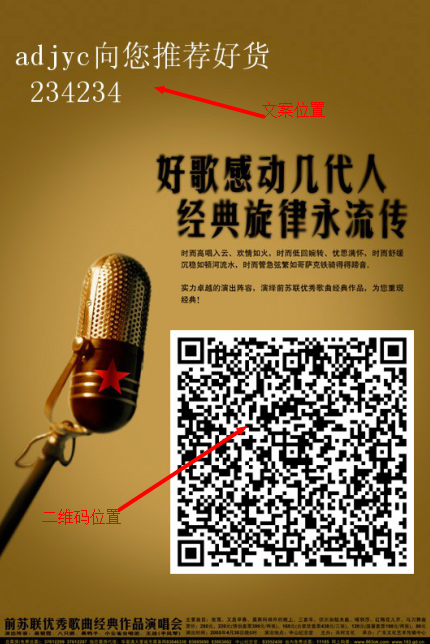 adjyc向您推荐好货
234234
文案位置
好歌感动几代人
经典旋律永流传
时而高唱入云、欢情如火，时而低回婉转、忧思满怀，时而舒缓
沉稳如顿河流水、时而管急弦繁如哥萨克铁骑得得蹄音.
实力卓越的演出阵容，演绎前苏联优秀歌曲经典作品，为您重现
经典！
二维码位置
前苏联优秀歌曲经典作品演唱会